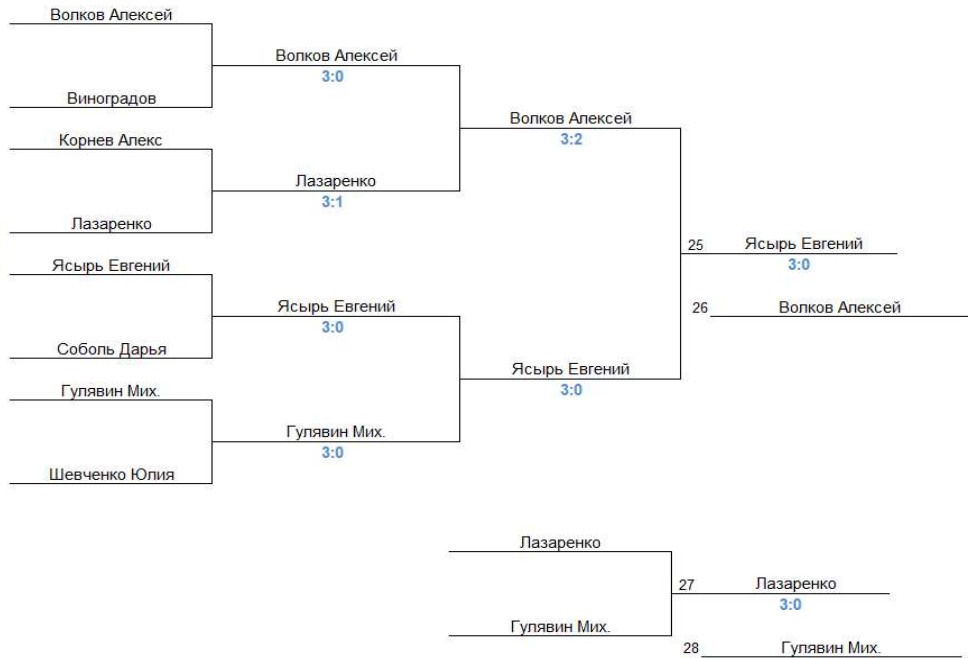 Волков Алексей
Волков Алексей
3:0
Виноградов
Волков Алексей
3:2
Корнев Алекс
Лазаренко
3:1
Лазаренко
25 Ясырь Евгений
3:0
Ясырь Евгений
Ясырь Евгений
3:0
26 Волков Алексей
Соболь Дарья
Ясырь Евгений
3:0
Гулявин Мих.
Гулявин Мих.
3:0
Шевченко Юлия
Лазаренко
27 Лазаренко
3:0
Гулявин Мих.
28 Гулявин Мих.